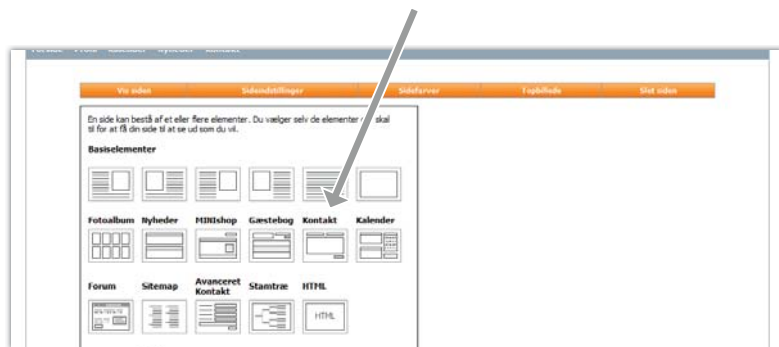 Vis siden Sideindstillinger Sidefarver Topbillede Slet siden
En side kan bestå af et eller flere elementer. Du vælger selv de elementer skal
til for at få din side til at se ud som du vil.
Basiselementer
Fotoalbum Nyheder MINIshop Gæstebog Kontakt Kalender
Forum Sitemap Avanceret Kontakt Stamtræ HTML
HTML